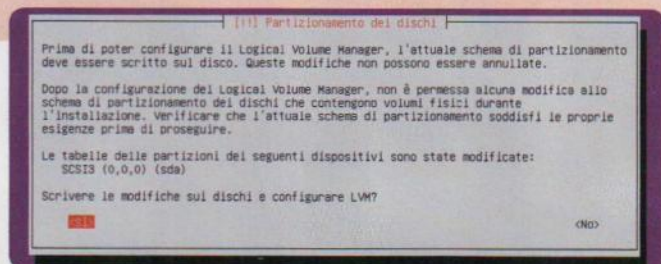 [!!] Partizionamento dei dischi
Prima di poter configurare il Logical Volume Manager, l'attuale schema di partizionamento
deve essere scritto sul disco. Queste modifiche non possono essere annullate.
Dopo la configurazione del Logical Volume Manager, non è permessa alcuna modifica allo
schema di partizionamento dei dischi che contengono volumi fisici durante
l'installazione. Verificare che l'attuale schema di partizionamento soddisfi le proprie
esigenze prima di proseguire.
Le tabelle delle partizioni dei seguenti dispositivi sono state modificate:
SCSI3 (0,0,0) (sda)
Scrivere le modifiche sui dischi e configurare LVM?
<Sì> <No>